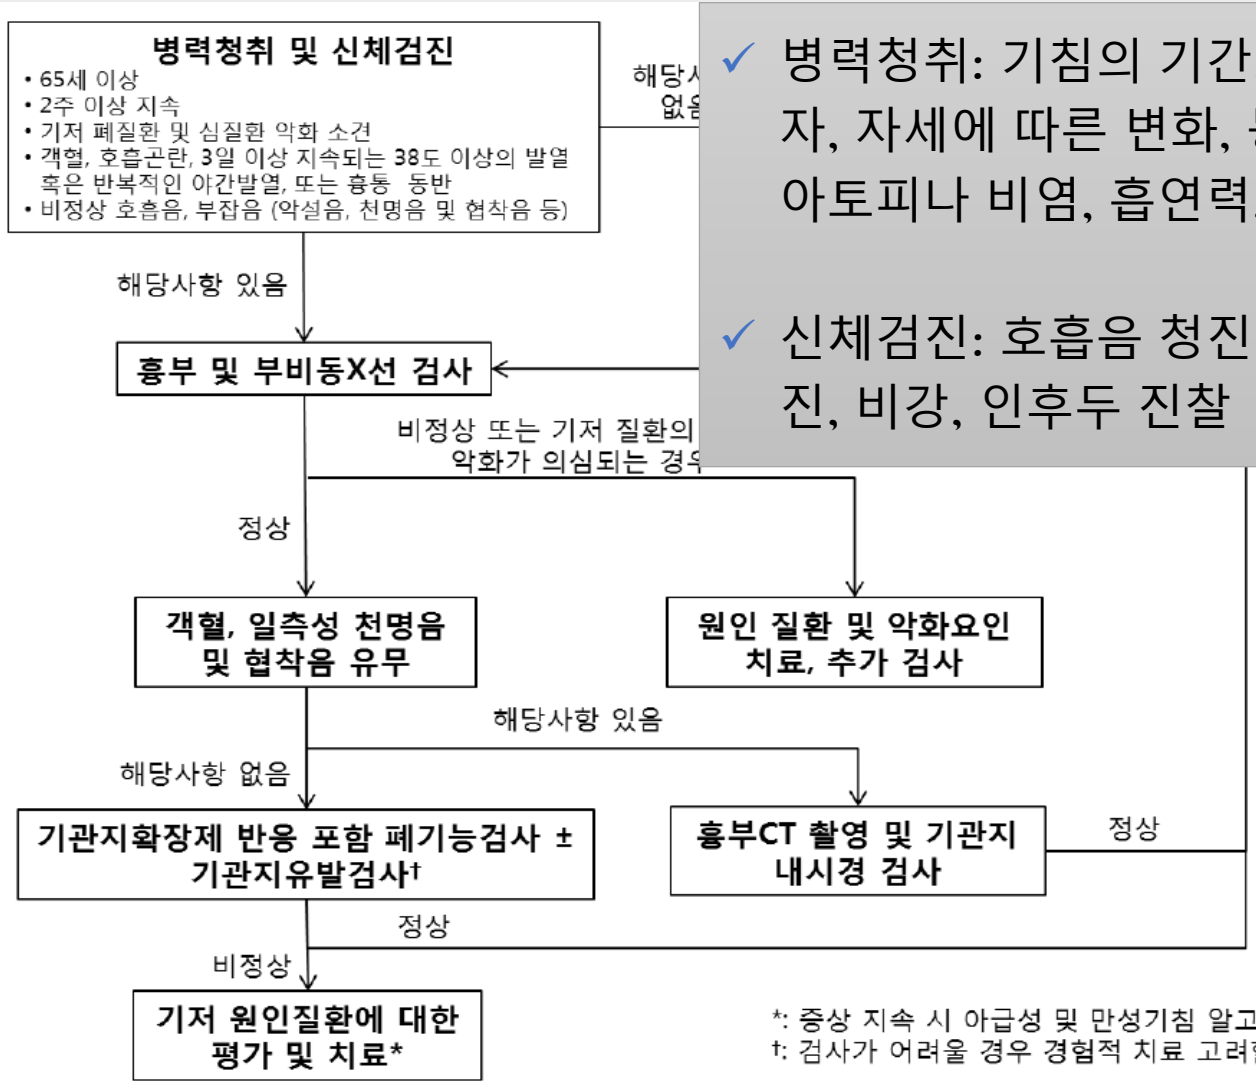 병력청취 및 신체검진
• 65세 이상
• 2주 이상 지속
• 기저 폐질환 및 심질환 악화 소견
• 객혈, 호흡곤란, 3일 이상 지속되는 38도 이상의 발열
혹은 반복적인 야간발열, 또는 흉통 동반
• 비정상 호흡음, 부잡음 (악설음, 천명음 및 협착음 등)
없음
✓ 병력청취: 기침의 기간
자, 자세에 따른 변화,
아토피나 비염, 흡연력
✓ 신체검진: 호흡음 청진
진, 비강, 인후두 진찰
해당사항 있음
흉부 및 부비동X선 검사
비정상 또는 기저 질환의
악화가 의심되는 경우
정상
객혈, 일측성 천명음
및 협착음 유무
원인 질환 및 악화요인
치료, 추가 검사
해당사항 있음
해당사항 없음
기관지확장제 반응 포함 폐기능검사 ±
기관지유발검사†
흉부CT 촬영 및 기관지
내시경 검사
정상
정상
비정상
기저 원인질환에 대한
평가 및 치료*
*: 증상 지속 시 아급성 및 만성기침
†: 검사가 어려울 경우 경험적 치료